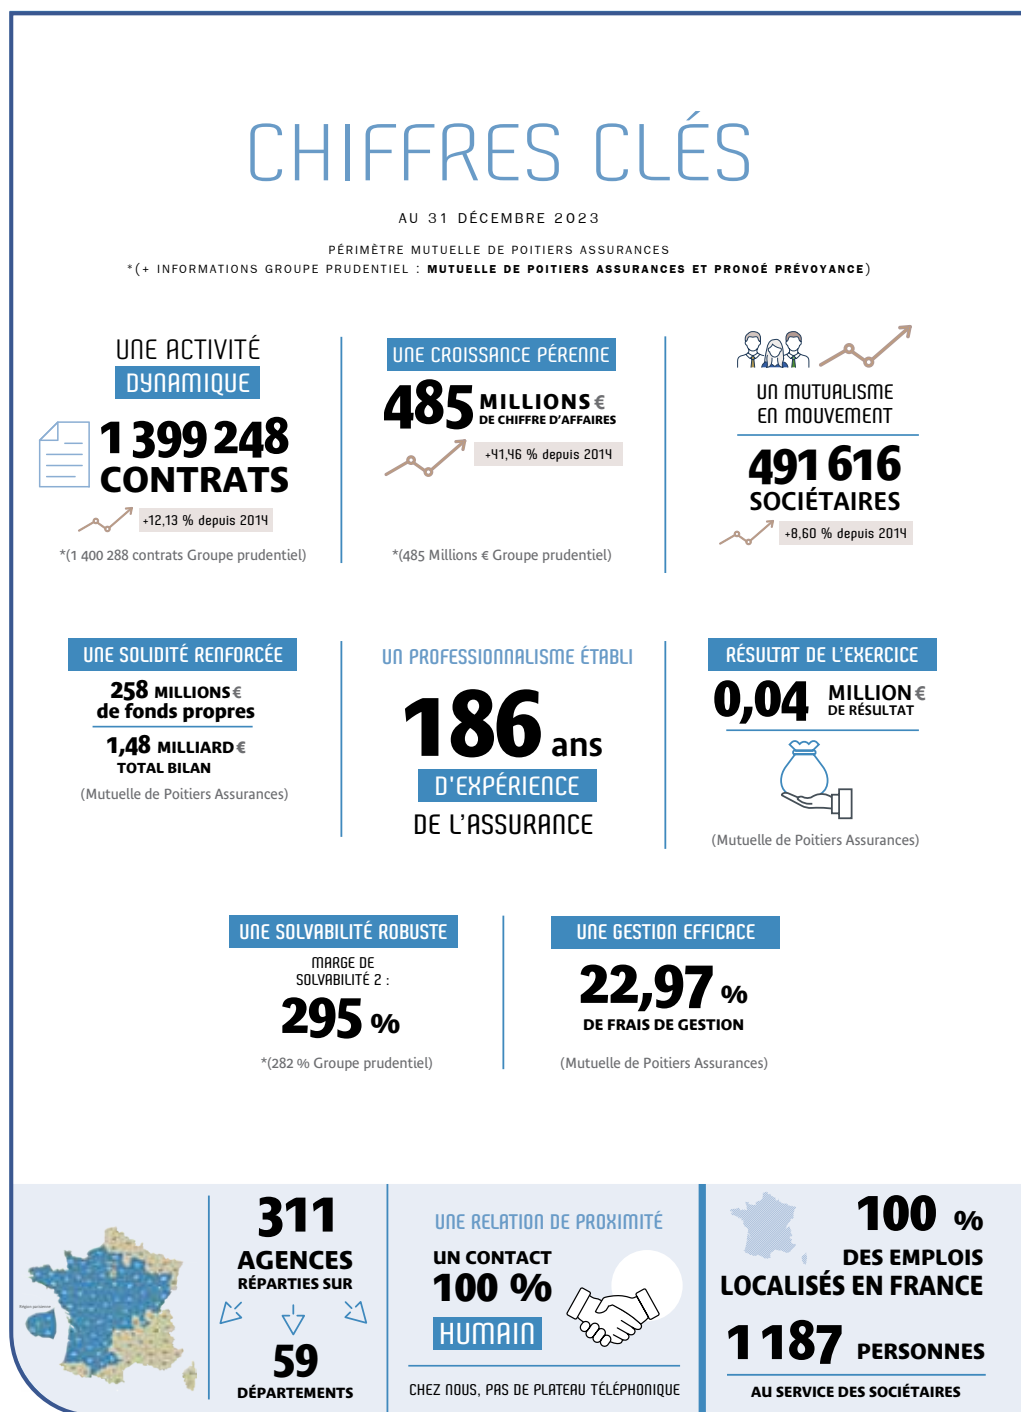 CHIFFRES CLÉS
AU 31 DÉCEMBRE 2023
PÉRIMÈTRE MUTUELLE DE POITIERS ASSURANCES
*(+ INFORMATIONS GROUPE PRUDENTIEL : MUTUELLE DE POITIERS ASSURANCES ET PRONOÉ PRÉVOYANCE)
UNE ACTIVITÉ
DYNAMIQUE
1 399 248
CONTRATS
+12,13 % depuis 2014
*(1 400 288 contrats Groupe prudentiel)
UNE CROISSANCE PÉRENNE
485 MILLIONS €
DE CHIFFRE D'AFFAIRES
+41,46 % depuis 2014
*(485 Millions € Groupe prudentiel)
UN MUTUALISME
EN MOUVEMENT
491 616
SOCIÉTAIRES
+8,60 % depuis 2014
UNE SOLIDITÉ RENFORCÉE
258 MILLIONS €
de fonds propres
1,48 MILLIARD €
TOTAL BILAN
(Mutuelle de Poitiers Assurances)
UN PROFESSIONNALISME ÉTABLI
186 ans
D'EXPÉRIENCE
DE L'ASSURANCE
RÉSULTAT DE L'EXERCICE
0,04 MILLION €
DE RÉSULTAT
(Mutuelle de Poitiers Assurances)
UNE SOLVABILITÉ ROBUSTE
MARGE DE
SOLVABILITÉ 2 :
295 %
*(282 % Groupe prudentiel)
UNE GESTION EFFICACE
22,97 %
DE FRAIS DE GESTION
(Mutuelle de Poitiers Assurances)
Région parisienne
311
AGENCES
RÉPARTIES SUR
59
DÉPARTEMENTS
UNE RELATION DE PROXIMITÉ
UN CONTACT
100 %
HUMAIN
CHEZ NOUS, PAS DE PLATEAU TÉLÉPHONIQUE
100 %
DES EMPLOIS
LOCALISÉS EN FRANCE
1 187 PERSONNES
AU SERVICE DES SOCIÉTAIRES